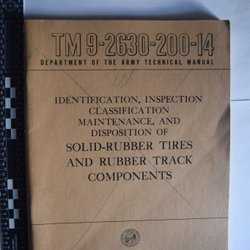 TM 9-2630-200-14
DEPARTMENT OF THE ARMY TECHNICAL MANUAL
IDENTIFICATION, INSPECTION
CLASSIFICATION
MAINTENANCE, AND
DISPOSITION OF
SOLID-RUBBER TIRES
AND RUBBER TRACK
COMPONENTS